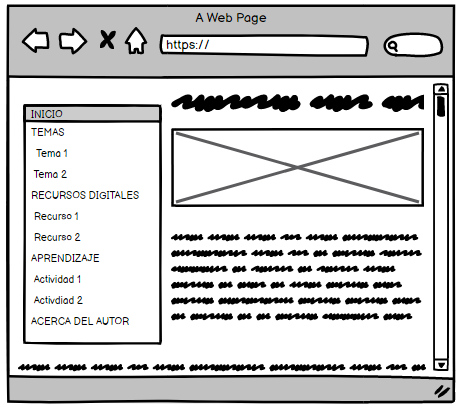 A Web Page
https://
INICIO
TEMAS
Tema 1
Tema 2
RECURSOS DIGITALES
Recurso 1
Recurso 2
APRENDIZAJE
Actividad 1
Activdiad 2
ACERCA DEL AUTOR